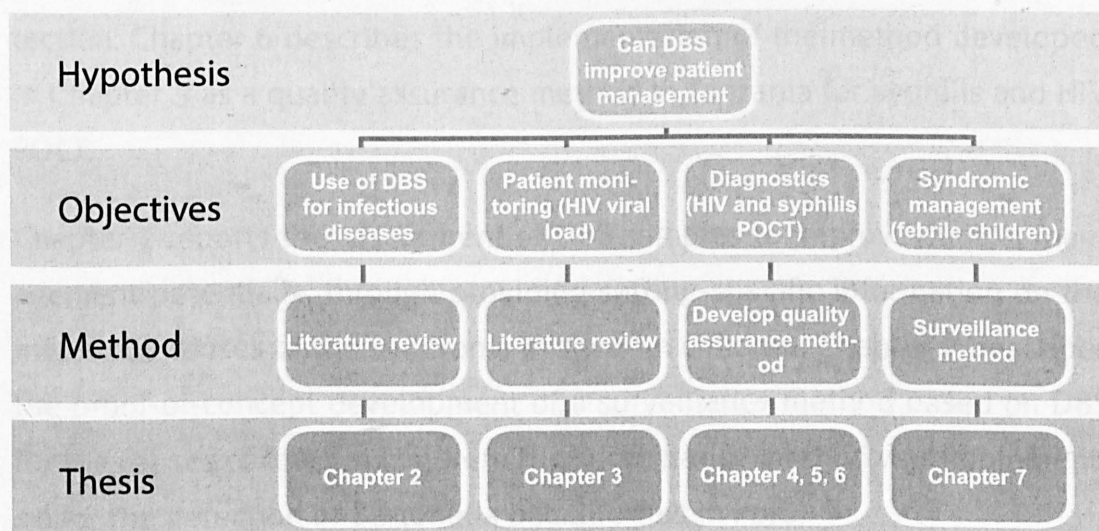 Hypothesis
Can DBS
improve patient
management
Objectives
Use of DBS
for infectious
diseases
Patient moni-
toring (HIV viral
load)
Diagnostics
(HIV and syphilis
POCT)
Syndromic
management
(febrile children)
Method
Literature review
Literature review
Develop quality
assurance meth-
od
Surveillance
method
Thesis
Chapter 2
Chapter 3
Chapter 4, 5, 6
Chapter 7